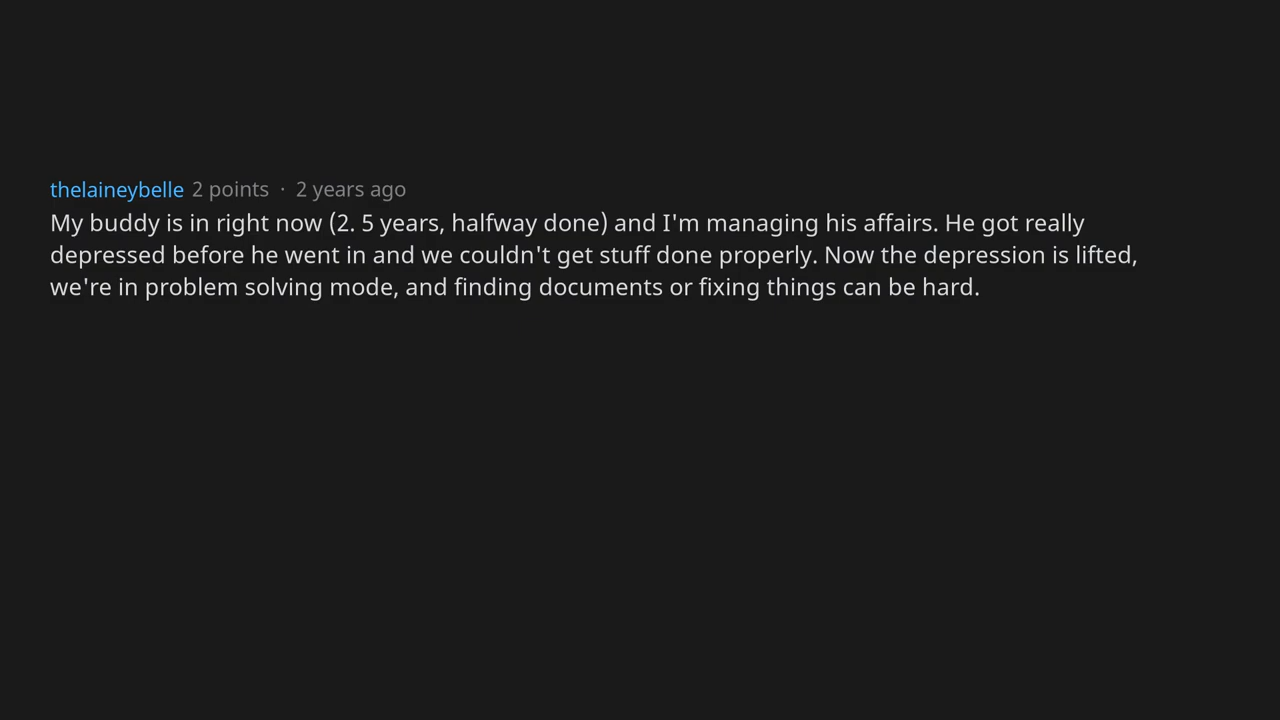 thelaineybelle 2 points · 2 years ago
My buddy is in right now (2. 5 years, halfway done) and I'm managing his affairs. He got really
depressed before he went in and we couldn't get stuff done properly. Now the depression is lifted,
we're in problem solving mode, and finding documents or fixing things can be hard.